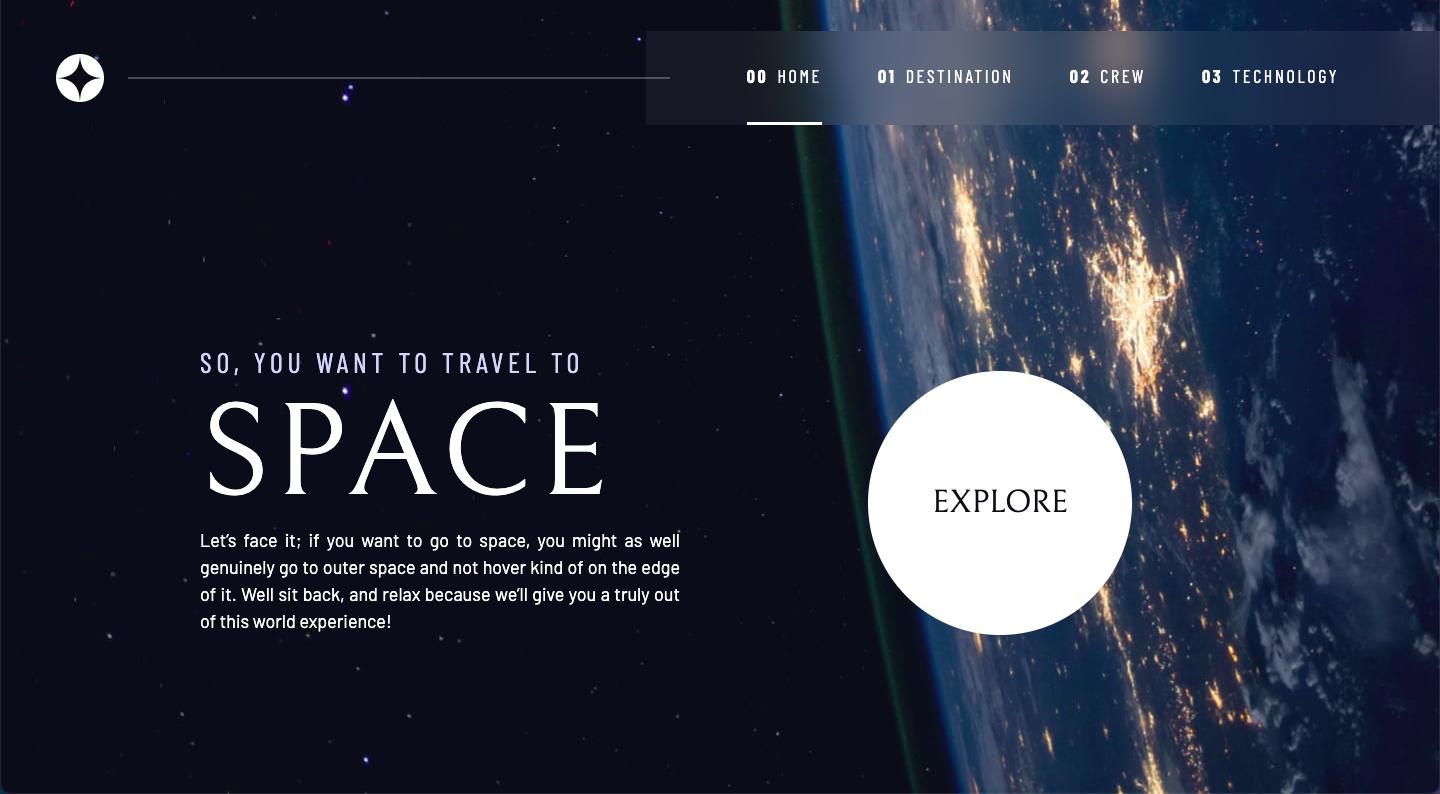 00 HOME 01 DESTINATION 02 CREW 03 TECHNOLOGY
SO, YOU WANT TO TRAVEL TO
SPACE
Let’s face it; if you want to go to space, you might as well
genuinely go to outer space and not hover kind of on the edge
of it. Well sit back, and relax because we’ll give you a truly out
of this world experience!
EXPLORE